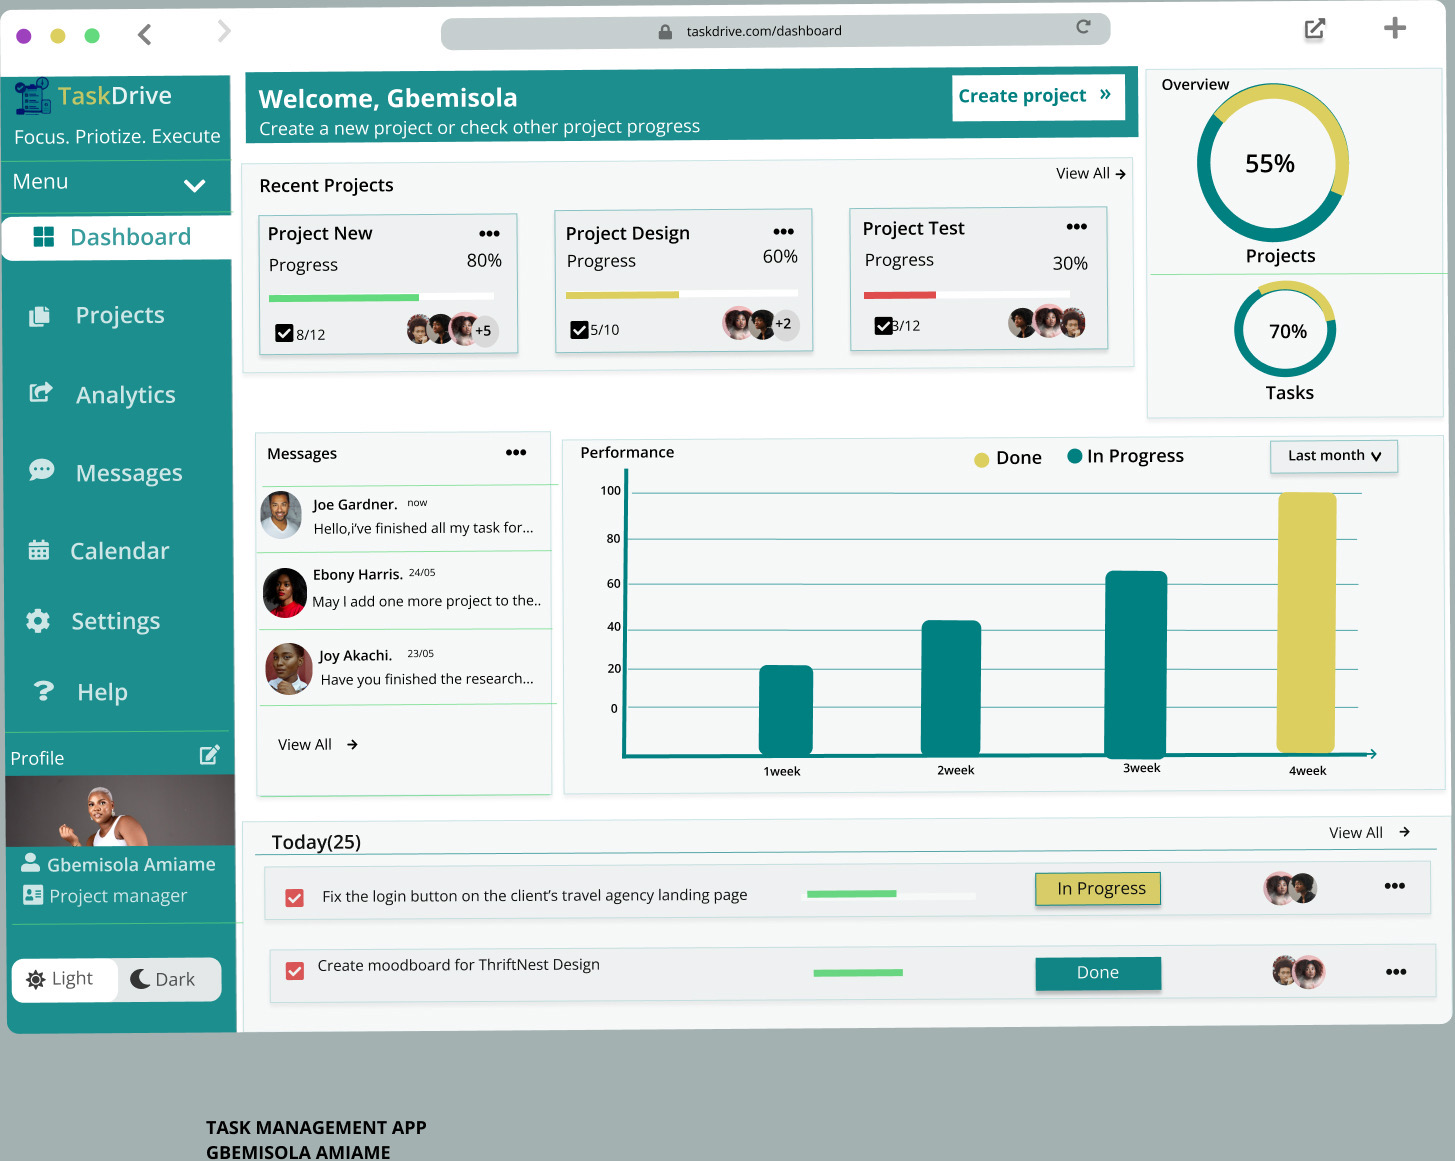 taskdrive.com/dashboard
TaskDrive
Focus. Priotize. Execute
Menu
Dashboard
Projects
Analytics
Messages
Calendar
Settings
Help
Profile
Gbemisola Amiame
Project manager
Light
Dark
Welcome, Gbemisola
Create a new project or check other project progress
Create project »
Recent Projects
View All
Project New
Progress
80%
8/12
+5
Project Design
Progress
60%
5/10
+2
Project Test
Progress
30%
3/12
Overview
55%
Projects
70%
Tasks
Messages
Joe Gardner. now
Hello,i’ve finished all my task for...
Ebony Harris. 24/05
May I add one more project to the..
Joy Akachi. 23/05
Have you finished the research...
View All
Performance
Done
In Progress
Last month
100
80
60
40
20
0
1week
2week
3week
4week
Today(25)
View All
Fix the login button on the client’s travel agency landing page
In Progress
Create moodboard for ThriftNest Design
Done
TASK MANAGEMENT APP
GBEMISOLA AMIAME